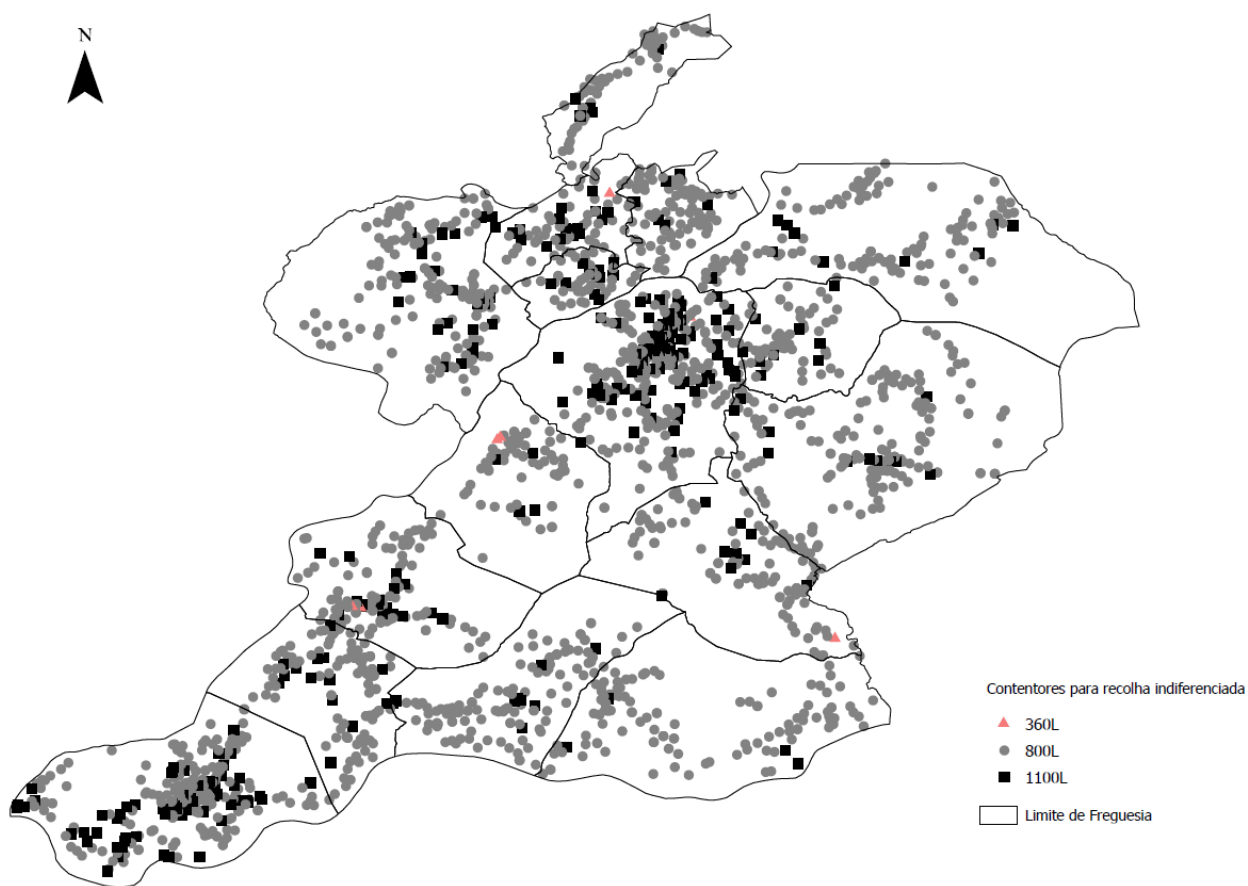 N
Contentores para recolha indiferenciada
360L
800L
1100L
Limite de Freguesia